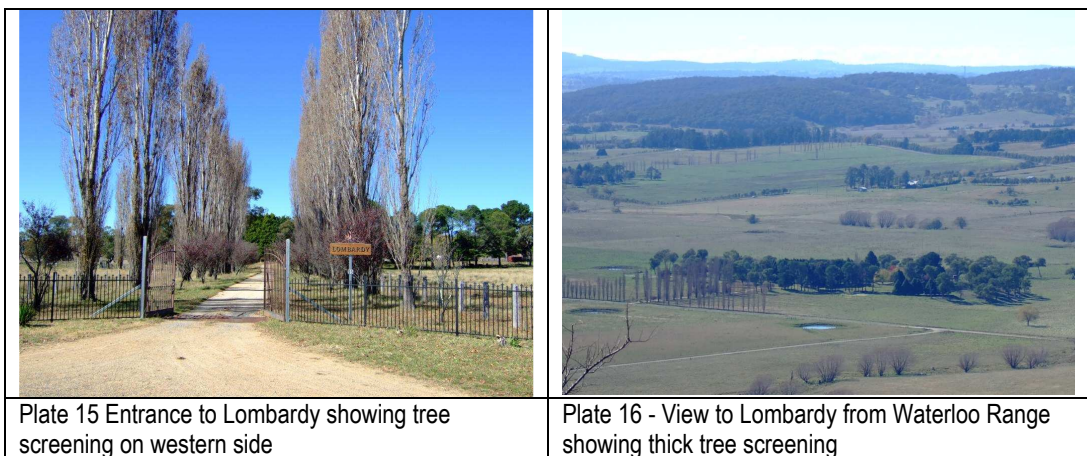 LOMBARDY
Plate 15 Entrance to Lombardy showing tree
screening on western side
Plate 16 - View to Lombardy from Waterloo Range
showing thick tree screening